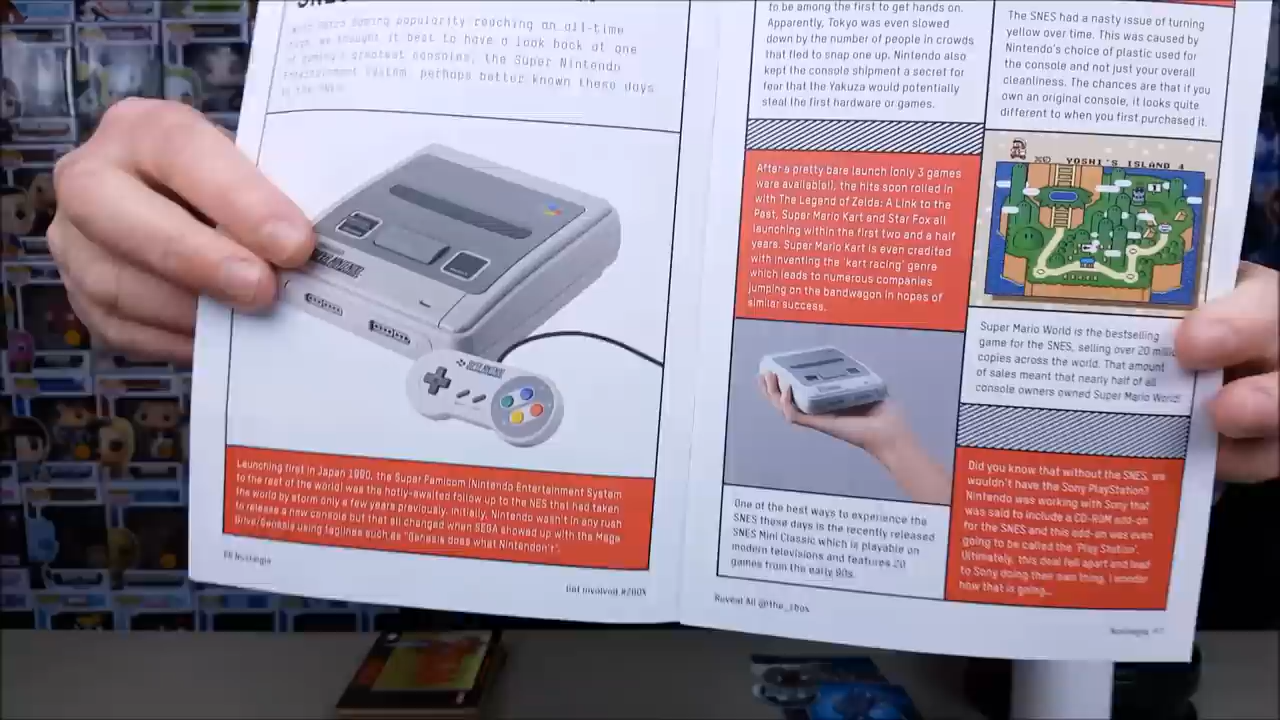 with retro gaming popularity reaching an all-time
high, we thought it best to have a look back at one
of gaming's greatest consoles, the Super Nintendo
Entertainment System, perhaps better known these days
as the SNES.
SUPER NINTENDO
Launching first in Japan 1990, the Super Famicom (Nintendo Entertainment System
to the rest of the world) was the hotly-awaited follow up to the NES that had taken
the world by storm only a few years previously. Initially, Nintendo wasn't in any rush
to release a new console but that all changed when SEGA showed up with the Mega
Drive/Genesis using taglines such as "Genesis does what Nintendon't".
Nostalgia
Get Involved #ZBOX
to be among the first to get hands on.
Apparently, Tokyo was even slowed
down by the number of people in crowds
that fled to snap one up. Nintendo also
kept the console shipment a secret for
fear that the Yakuza would potentially
steal the first hardware or games.
After a pretty bare launch (only 3 games
were available!), the hits soon rolled in
with The Legend of Zelda: A Link to the
Past, Super Mario Kart and Star Fox all
launching within the first two and a half
years. Super Mario Kart is even credited
with inventing the 'kart racing' genre
which leads to numerous companies
jumping on the bandwagon in hopes of
similar success.
One of the best ways to experience the
SNES these days is the recently released
SNES Mini Classic which is playable on
modern televisions and features 20
games from the early 90s.
Reveal All @the_zbox
The SNES had a nasty issue of turning
yellow over time. This was caused by
Nintendo's choice of plastic used for
the console and not just your overall
cleanliness. The chances are that if you
own an original console, it looks quite
different to when you first purchased it.
YOSHI'S ISLAND 4
Super Mario World is the bestselling
game for the SNES, selling over 20
copies across the world. That amount
of sales meant that nearly half of all
console owners owned Super Mario World!
Did you know that without the SNES, we
wouldn't have the Sony PlayStation?
Nintendo was working with Sony that
was said to include a CD-ROM add-on
for the SNES and this add-on was even
going to be called the 'Play Station'.
Ultimately, this deal fell apart and lead
to Sony doing their own thing. I wonder
how that is going...
Nostalgia